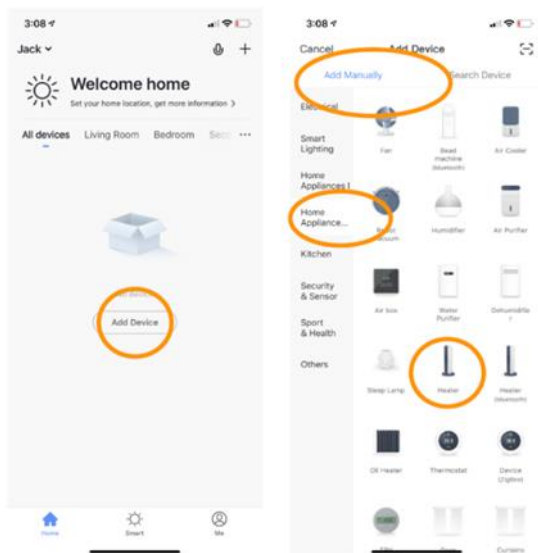 3:08
Jack
Welcome home
Set your home location, get more information >
All devices Living Room Bedroom
Add Device
Home Smart Me
3:08
Cancel Add Device
Add Manually Search Device
Electrical
Smart
Lighting
Home
Appliances
Home
Appliance...
Kitchen
Security
& Sensor
Sport
& Health
Others
Fan Bead Air Cooler
machine
(bluetooth)
Robot Humidifier Air Purifier
Vacuum
Air box Water Dehumidifie
Purifier r
Sleep Lamp Heater Heater
(bluetooth)
Oil Heater Thermostat Device
(Zigbee)
Curtains